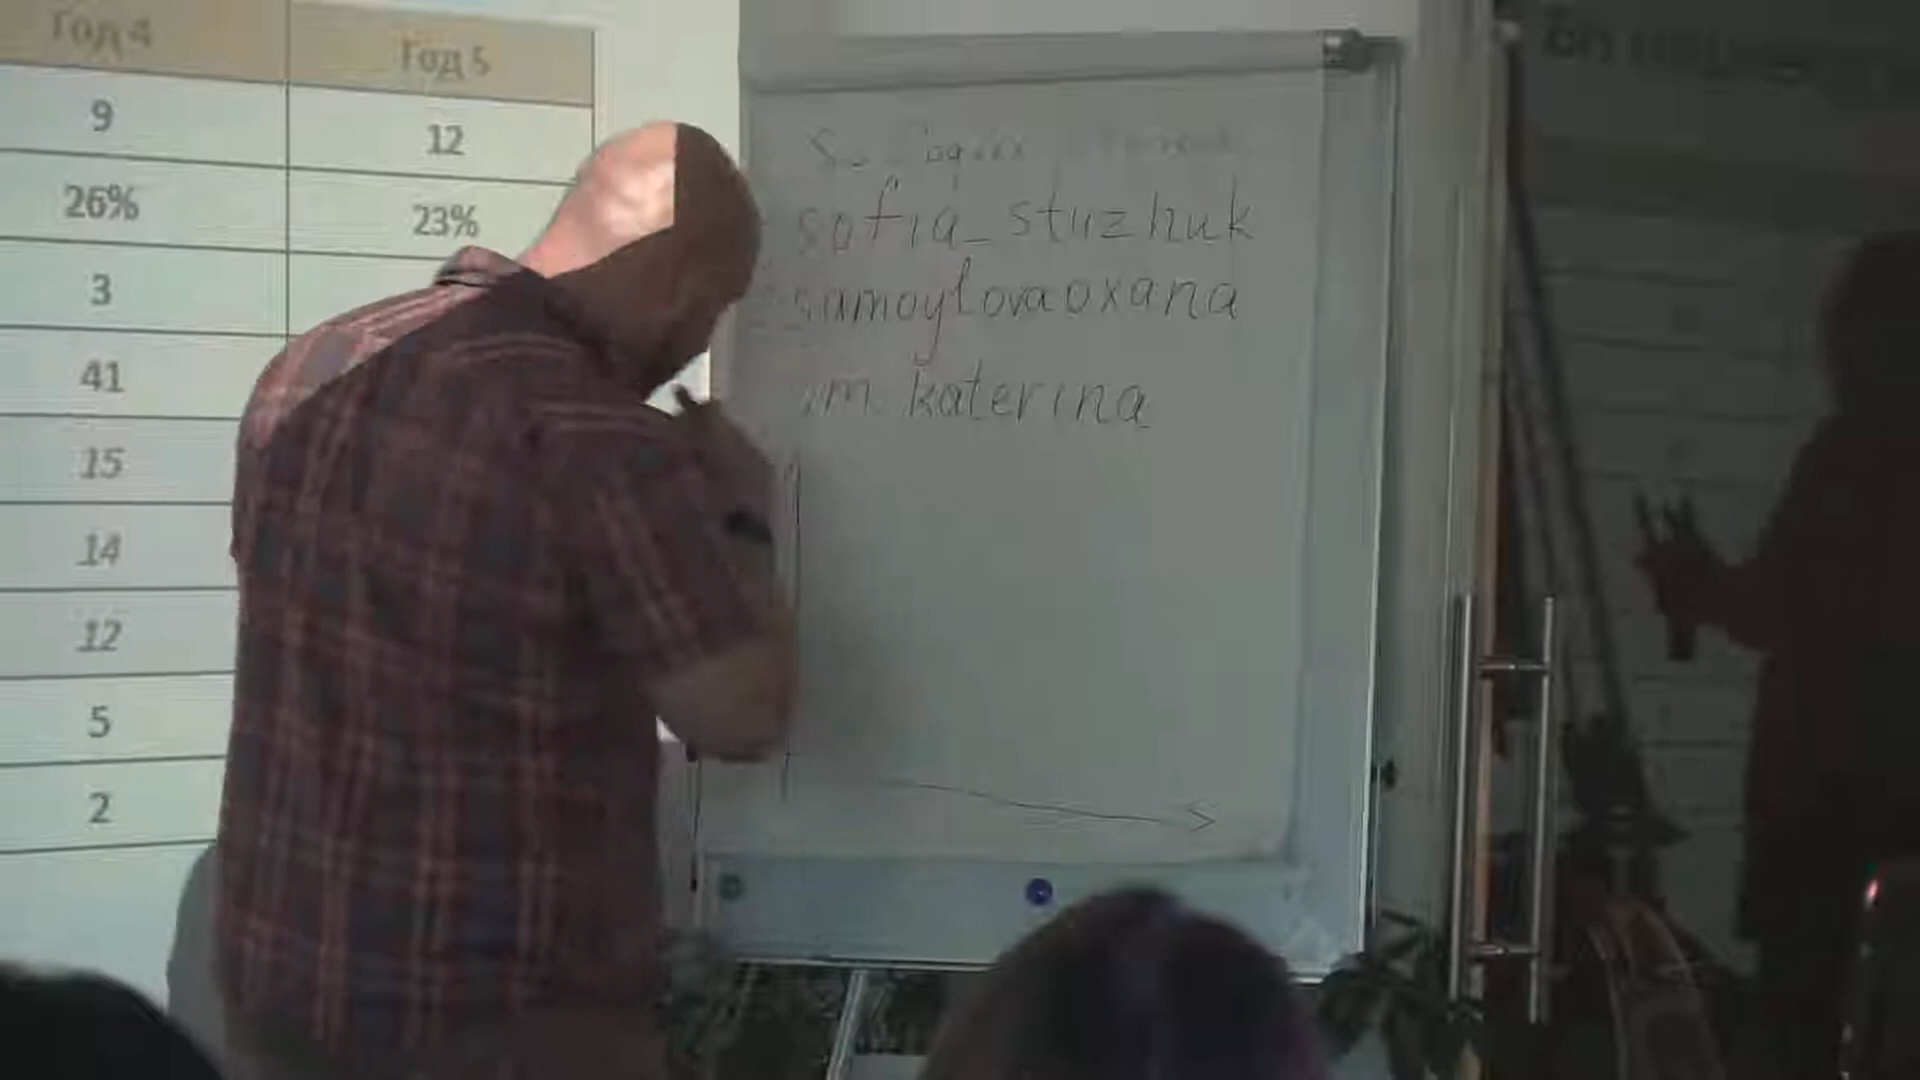 Год 4 Год 5
9 12
26% 23%
3
41
15
14
12
5
2
sofia_stuzhuk
samoylovaoxana
katerina